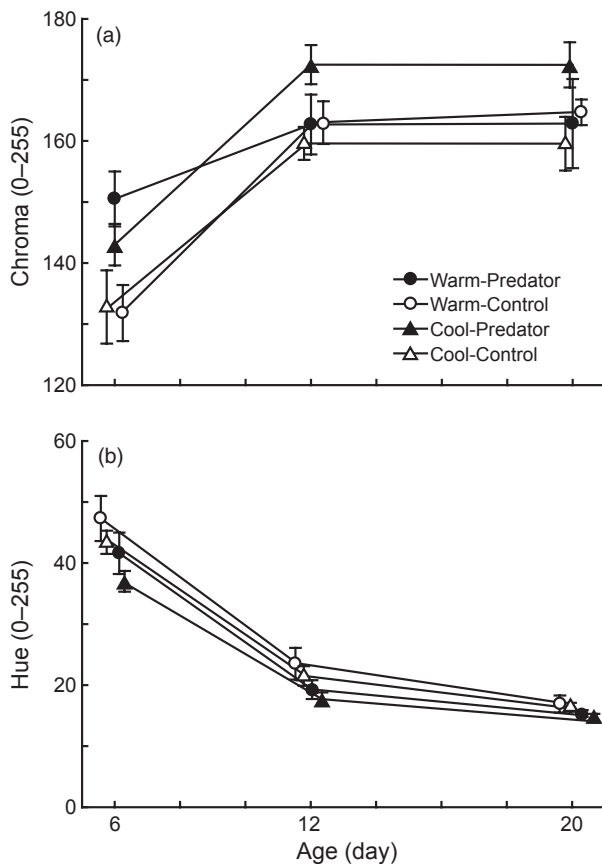 (a)
180
160
140
120
Chroma (0–255)
Warm-Predator
Warm-Control
Cool-Predator
Cool-Control
(b)
60
40
20
0
Hue (0–255)
6 12 20
Age (day)